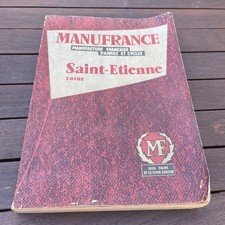 MANUFRANCE
MANUFACTURE FRANÇAISE
D'ARMES ET CYCLES
Saint-Etienne
LOIRE
MF